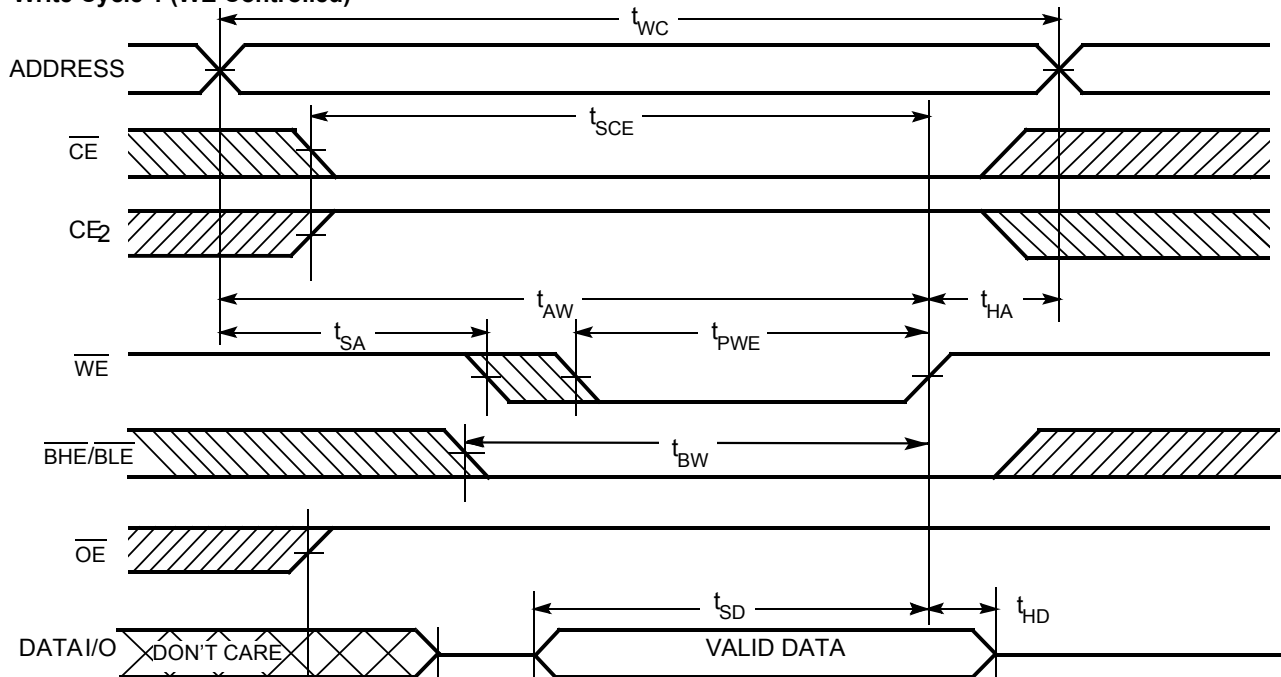 Write Cycle 1 (WE Controlled)
tWC
ADDRESS
tSCE
CE
CE2
tAW
tHA
tSA
tPWE
WE
BHE/BLE
tBW
OE
tSD
tHD
DATAI/O
DON'T CARE
VALID DATA